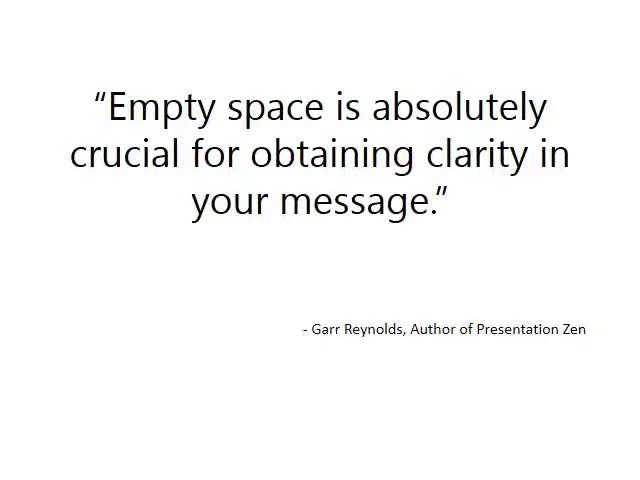 “Empty space is absolutely
crucial for obtaining clarity in
your message.”
- Garr Reynolds, Author of Presentation Zen